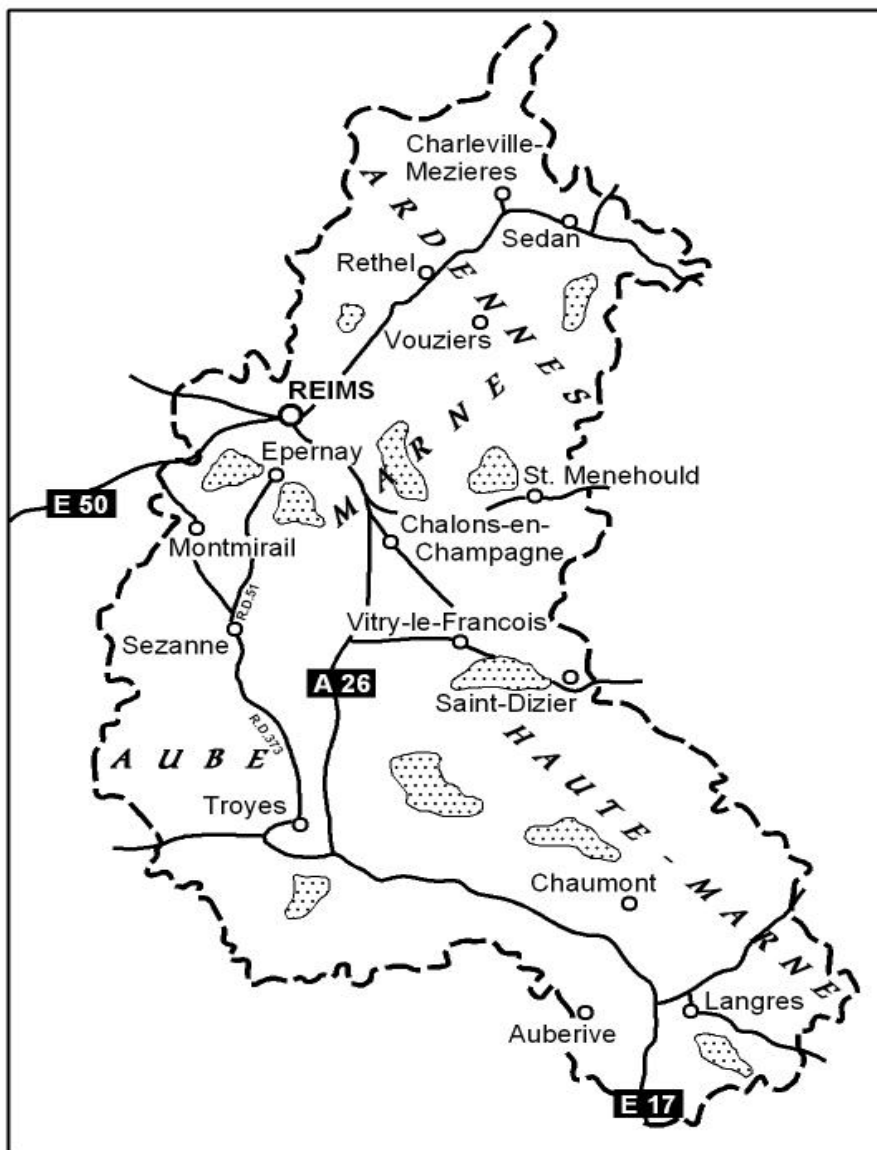 Charleville-
Mezieres
ARDENNES
Sedan
Rethel
Vouziers
REIMS
MARNE
Epernay
St. Menehould
E 50
Chalons-en-
Champagne
Montmirail
R.D.51
Vitry-le-Francois
Sezanne
A 26
Saint-Dizier
R.D.373
HAUTE-MARNE
AUBE
Troyes
Chaumont
Langres
Auberive
E 17